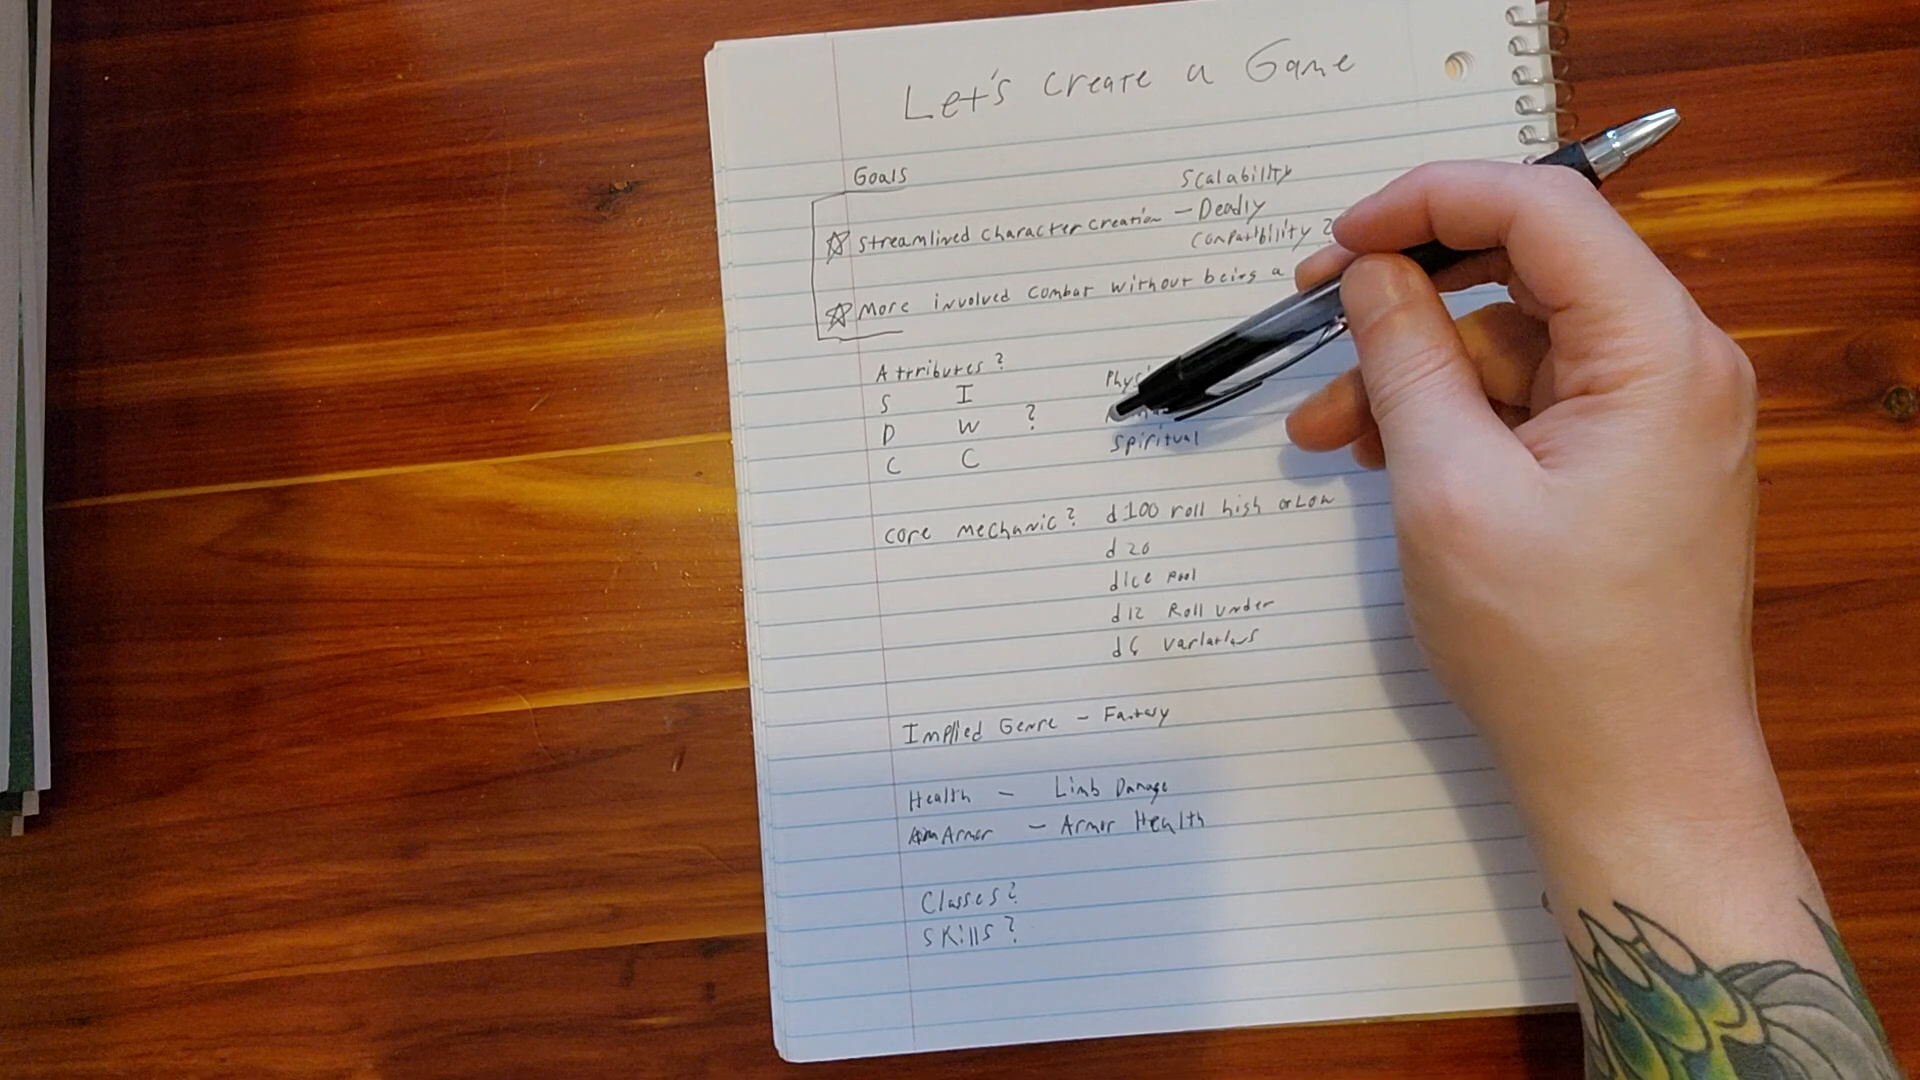 Let's Create a Game
Goals
Scalability
☆ Streamlined character creation - Deadly
Compatibility ?
☆ More involved combat without being a
Attributes ?
S I
D W ?
C C
Spiritual
Core mechanic? d100 roll high or Low
d20
dice pool
d12 Roll under
d6 variations
Implied Genre - Fantasy
Health - Limb Damage
Armor - Armor Health
Classes?
Skills?